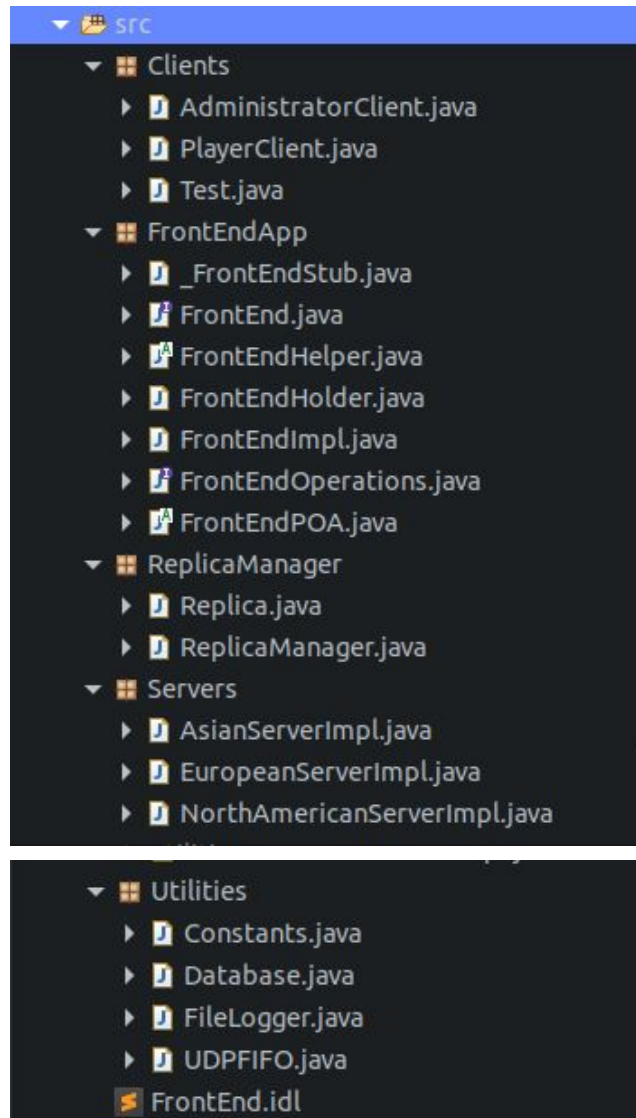 src
Clients
AdministratorClient.java
PlayerClient.java
Test.java
FrontEndApp
_FrontEndStub.java
FrontEnd.java
FrontEndHelper.java
FrontEndHolder.java
FrontEndImpl.java
FrontEndOperations.java
FrontEndPOA.java
ReplicaManager
Replica.java
ReplicaManager.java
Servers
AsianServerImpl.java
EuropeanServerImpl.java
NorthAmericanServerImpl.java
Utilities
Constants.java
Database.java
FileLogger.java
UDPFIFO.java
FrontEnd.idl